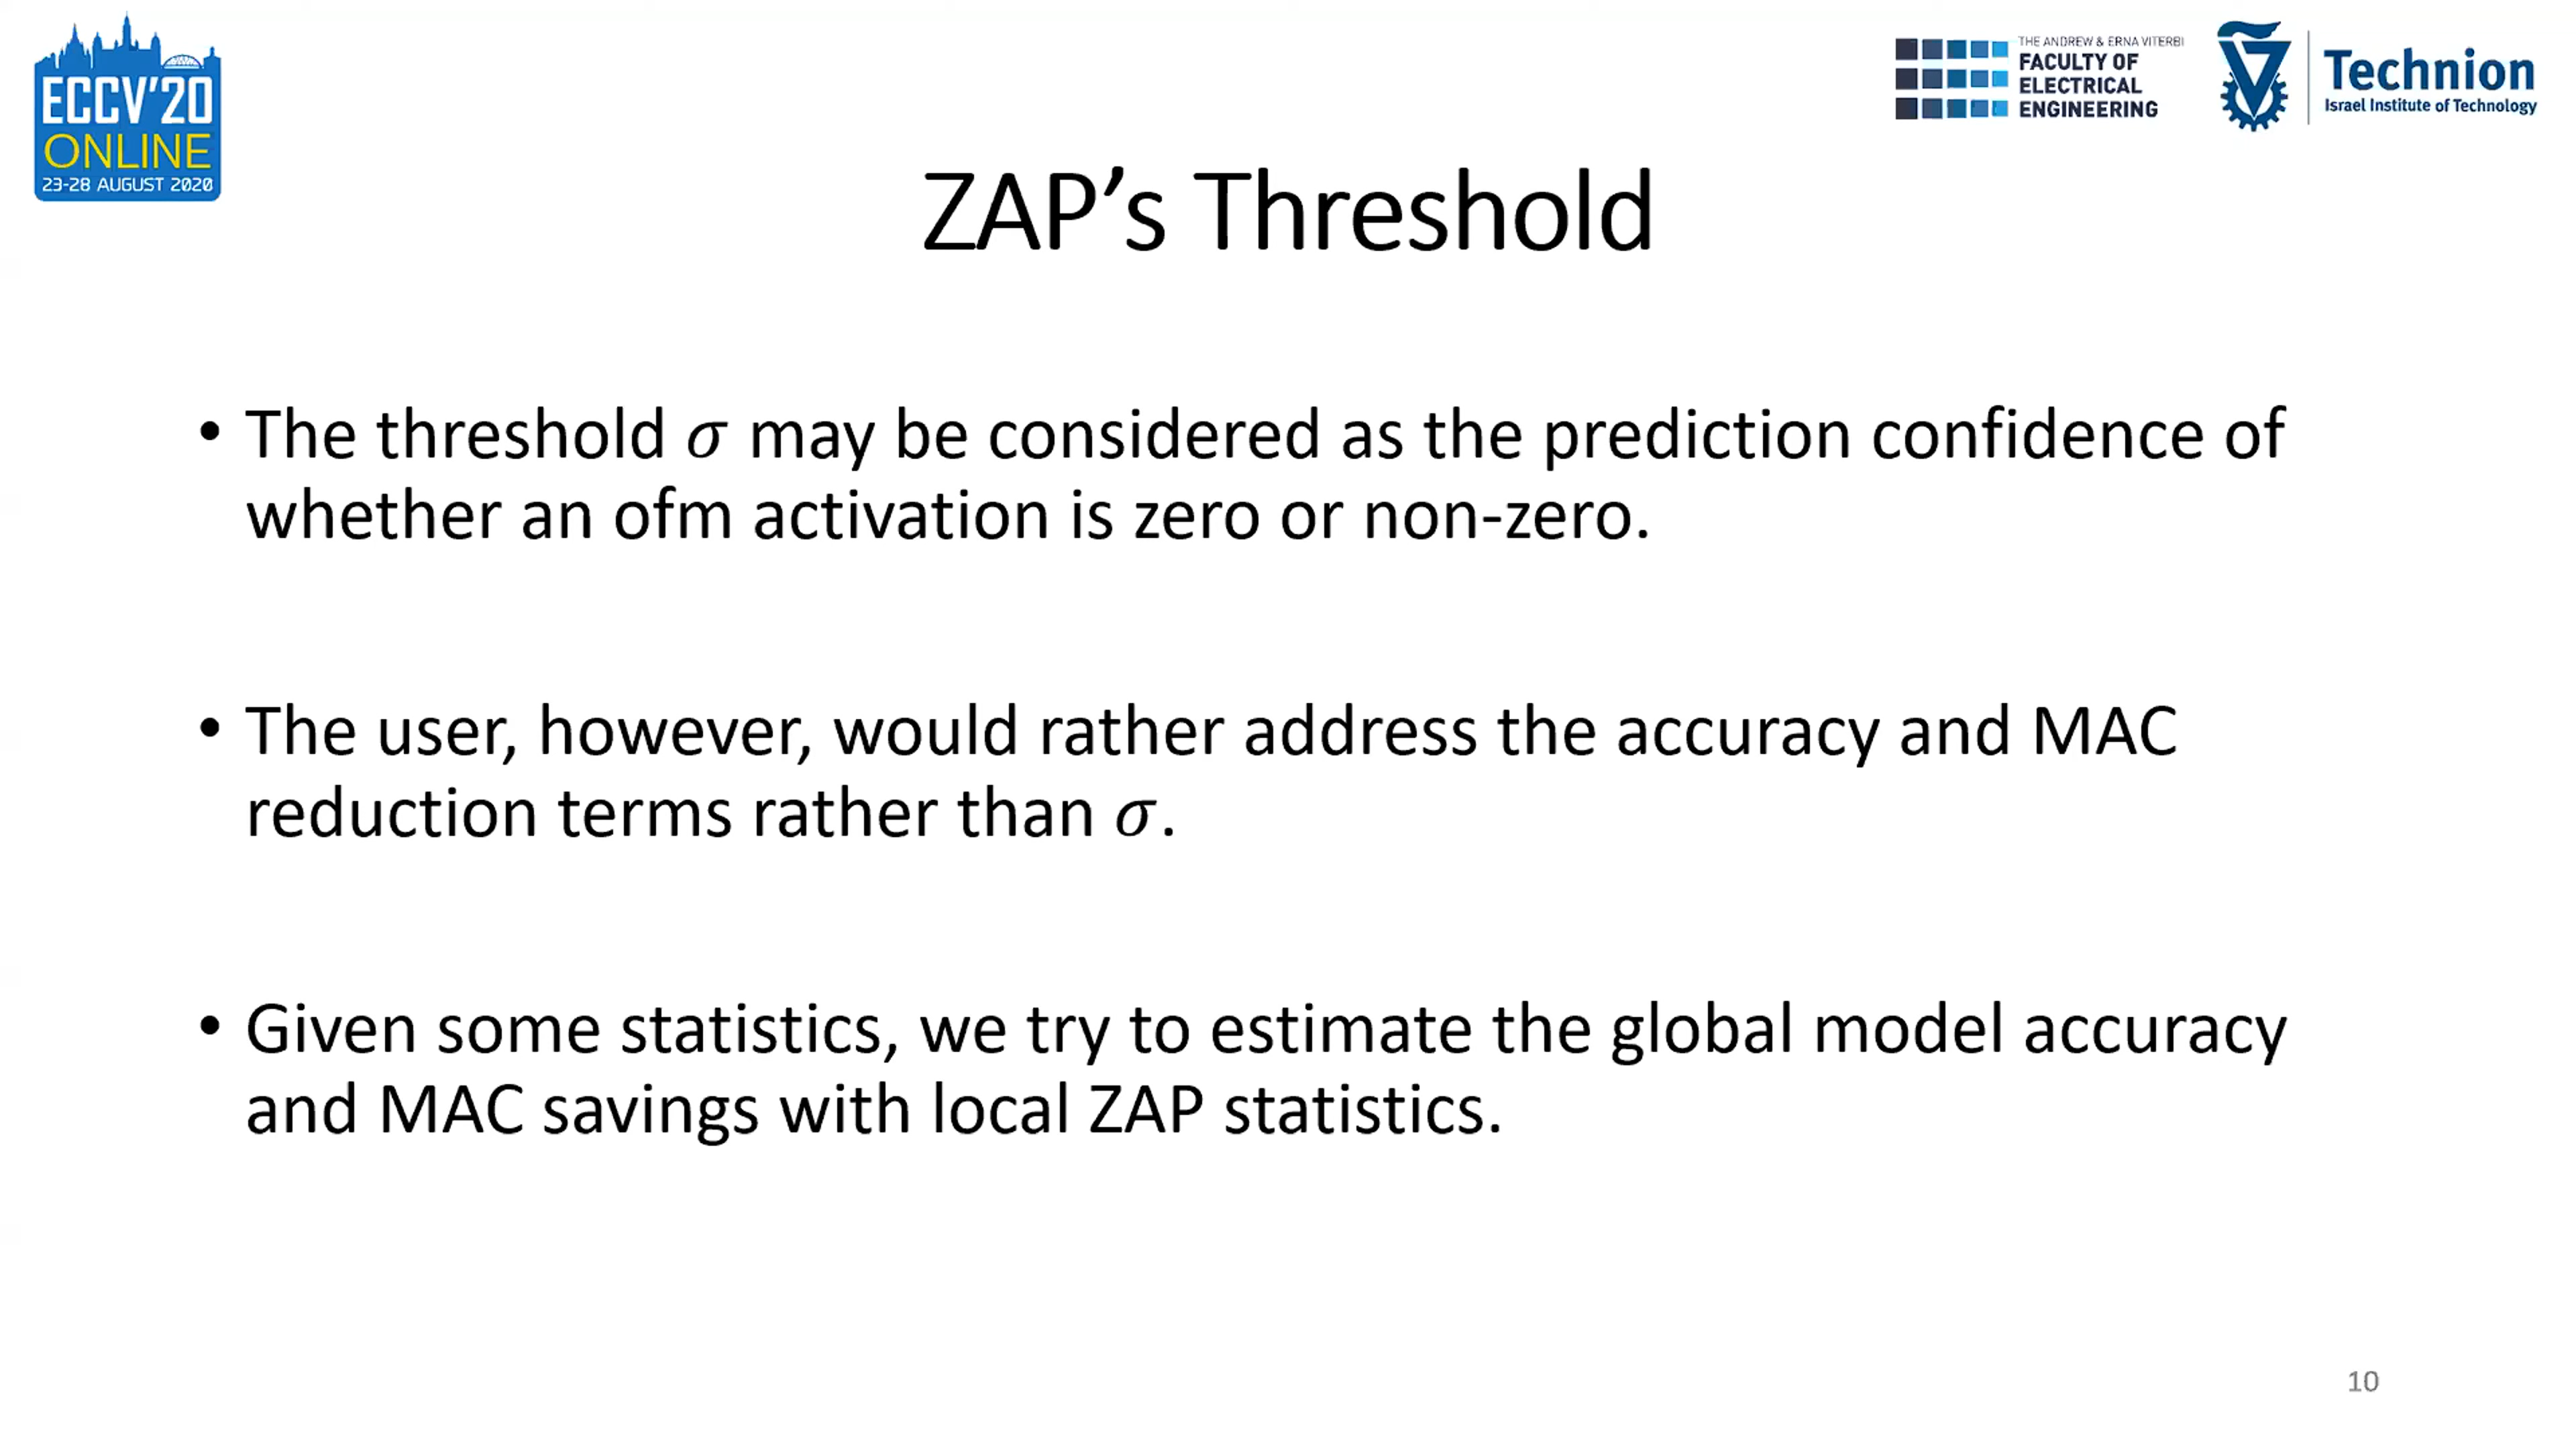 ECCV'20
ONLINE
23-28 AUGUST 2020
THE ANDREW & ERNA VITERBI
FACULTY OF
ELECTRICAL
ENGINEERING
Technion
Israel Institute of Technology
ZAP’s Threshold
• The threshold σ may be considered as the prediction confidence of
whether an ofm activation is zero or non-zero.
• The user, however, would rather address the accuracy and MAC
reduction terms rather than σ.
• Given some statistics, we try to estimate the global model accuracy
and MAC savings with local ZAP statistics.
10